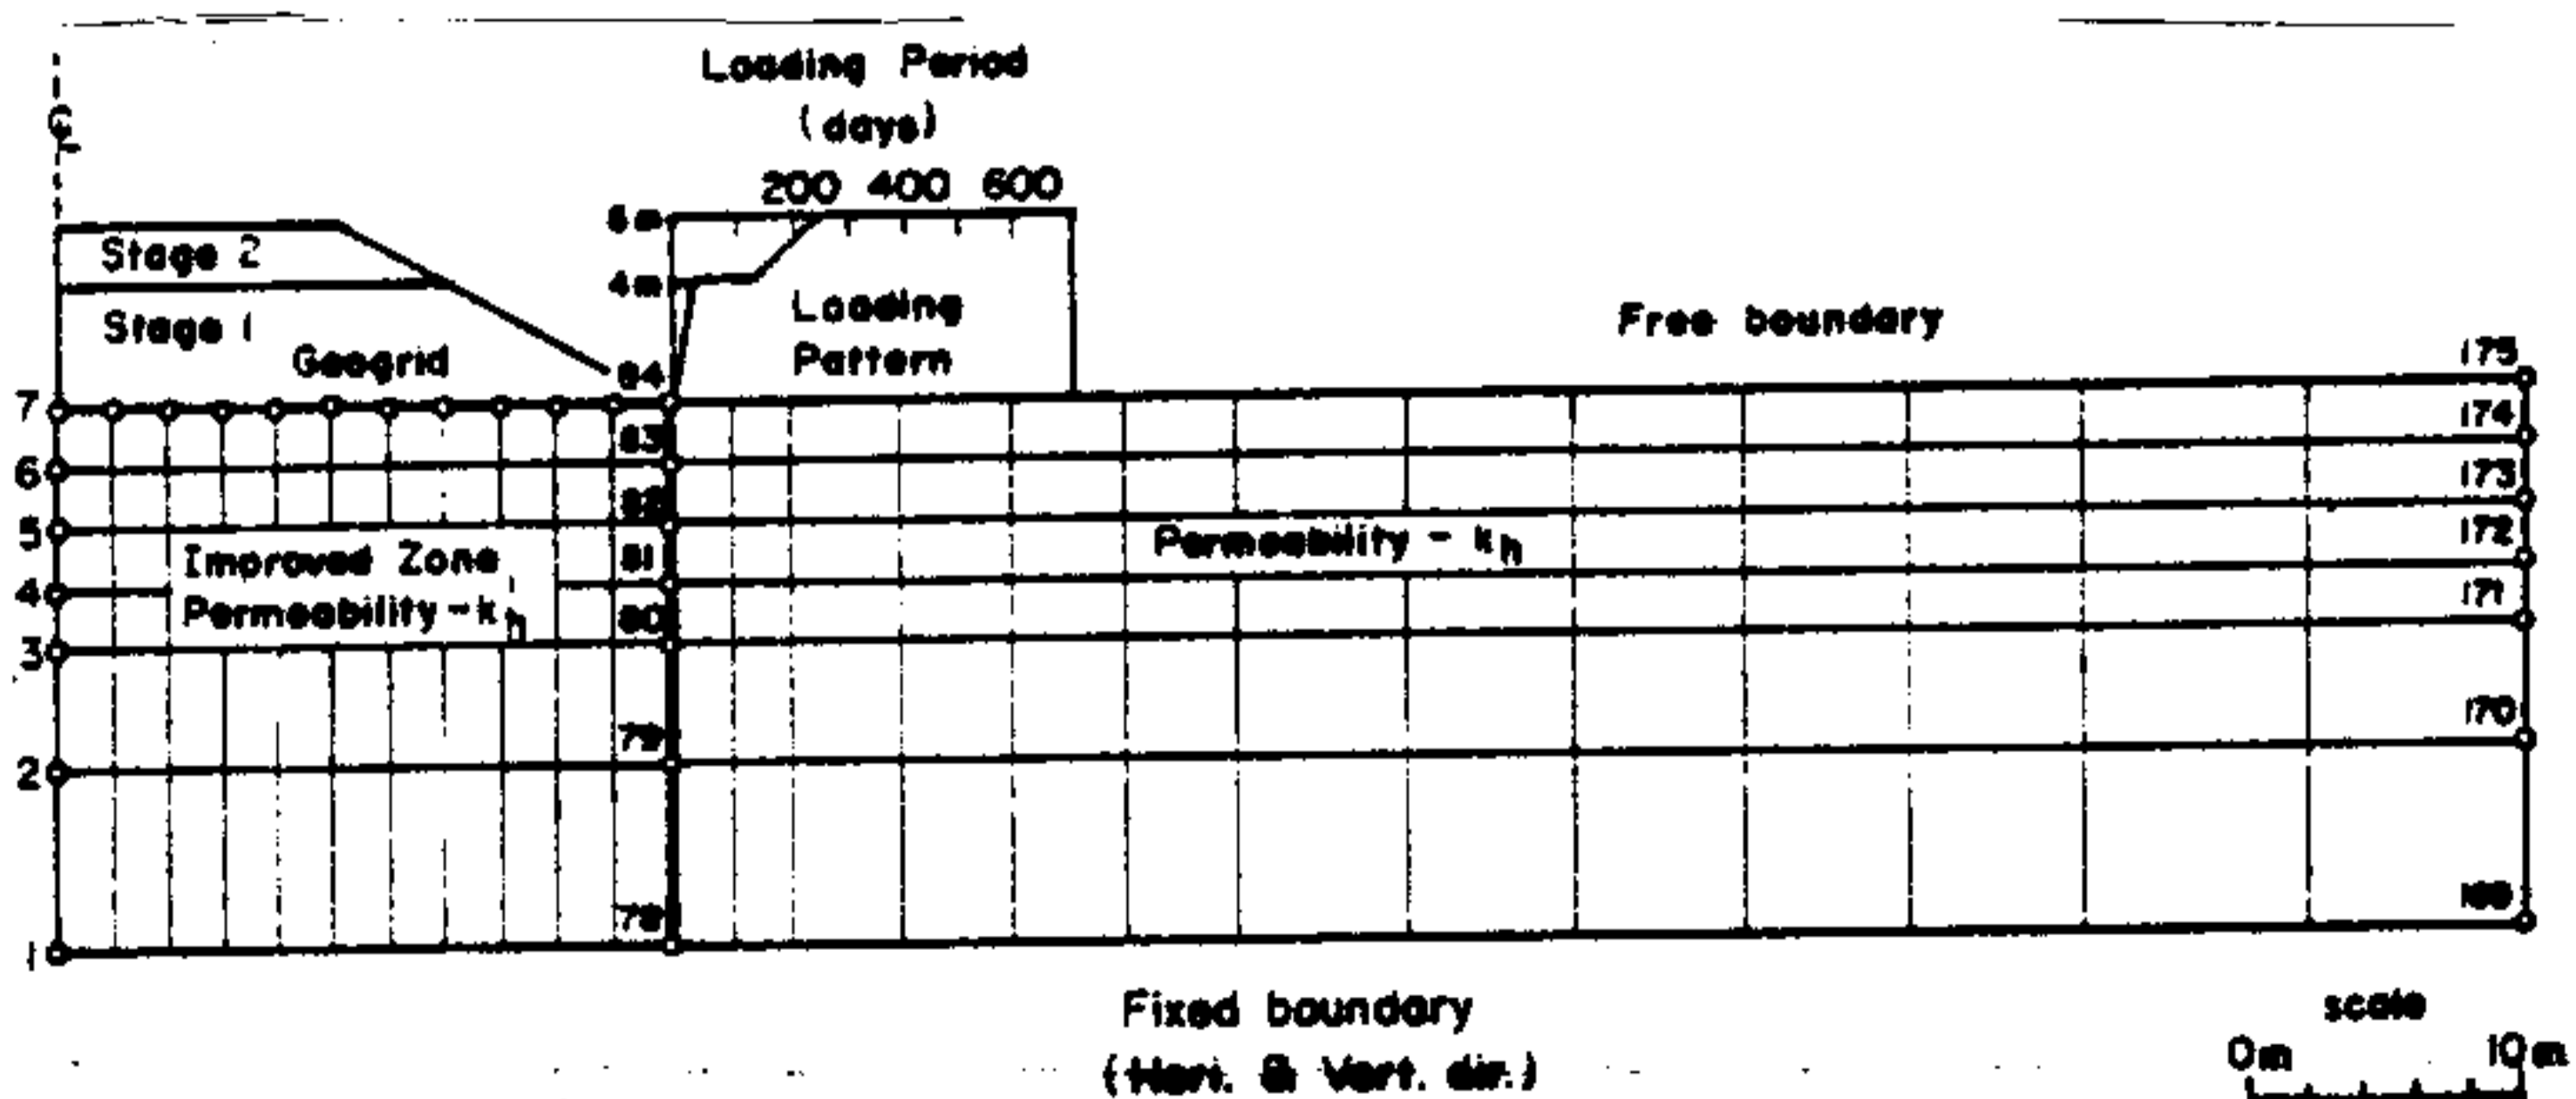 ℄
Loading Period
(days)
200 400 600
6m
4m
Stage 2
Stage 1
Geogrid
Loading
Pattern
Free boundary
7
6
5
4
3
2
1
84
83
82
81
80
79
78
Improved Zone
Permeability - k'h
Permeability - kh
175
174
173
172
171
170
169
Fixed boundary
(Hori. & Vert. dir.)
scale
0m 10m